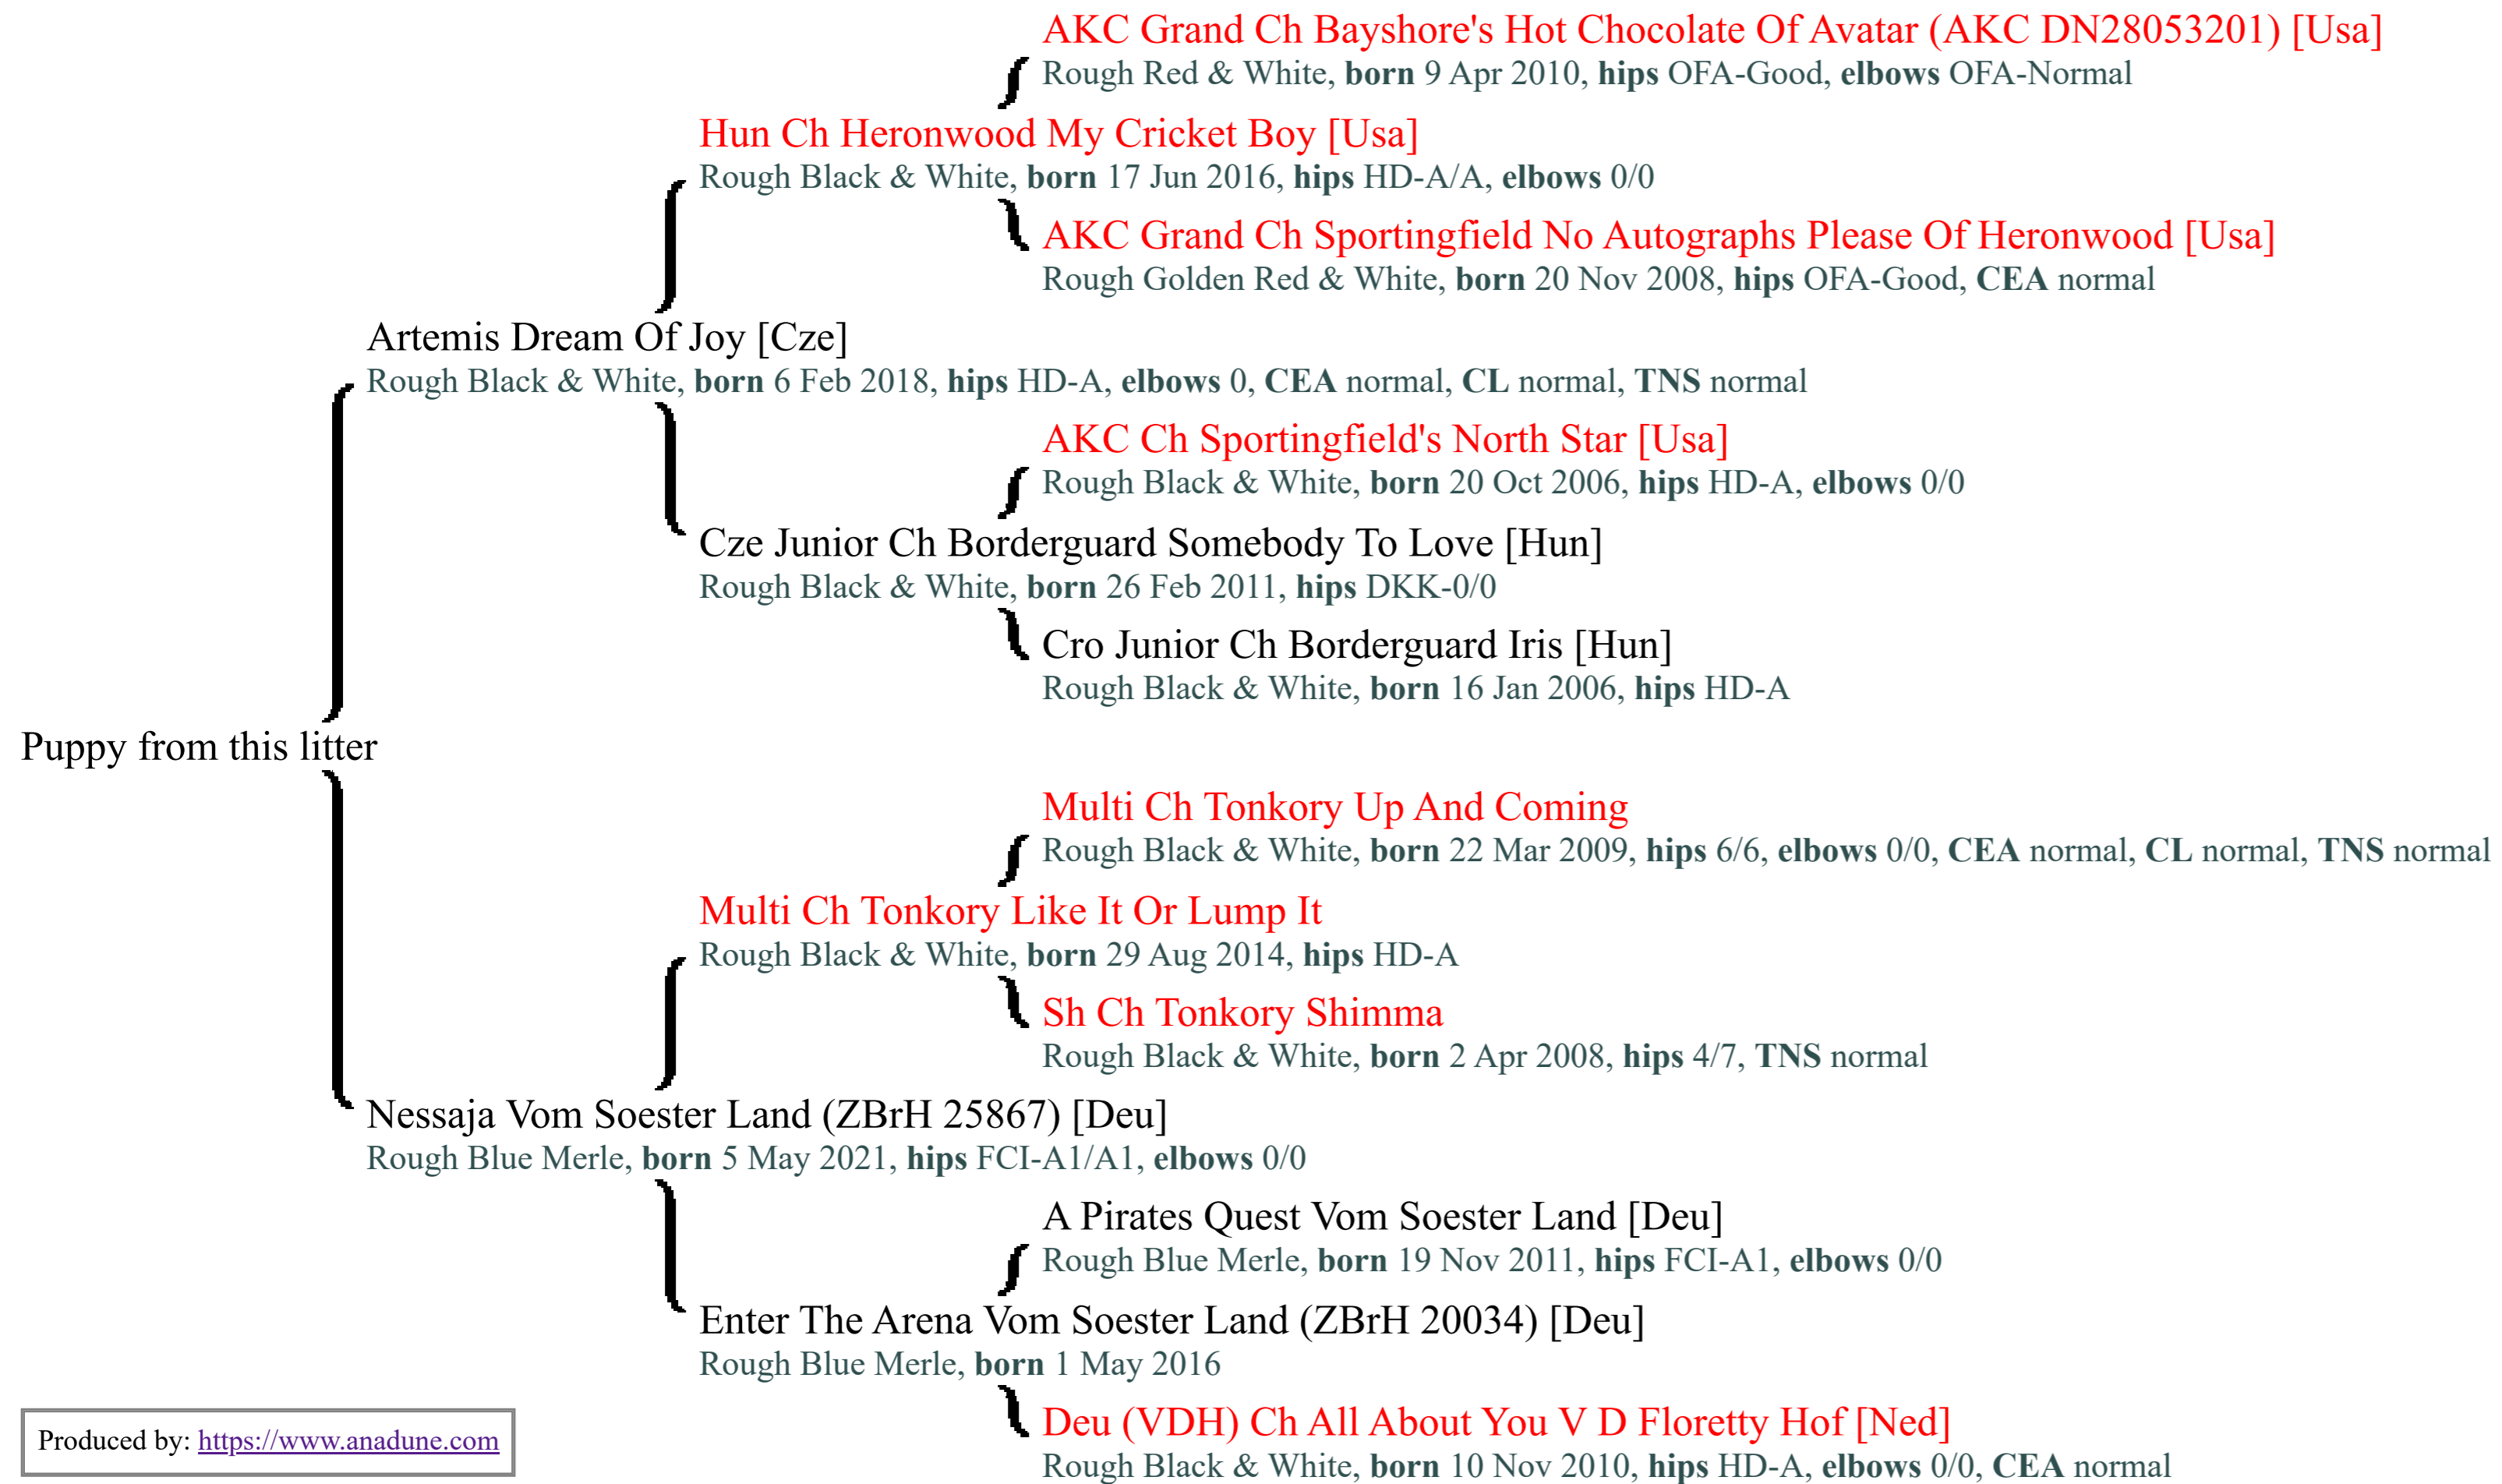 AKC Grand Ch Bayshore's Hot Chocolate Of Avatar (AKC DN28053201) [Usa]
Rough Red & White, born 9 Apr 2010, hips OFA-Good, elbows OFA-Normal
Hun Ch Heronwood My Cricket Boy [Usa]
Rough Black & White, born 17 Jun 2016, hips HD-A/A, elbows 0/0
AKC Grand Ch Sportingfield No Autographs Please Of Heronwood [Usa]
Rough Golden Red & White, born 20 Nov 2008, hips OFA-Good, CEA normal
Artemis Dream Of Joy [Cze]
Rough Black & White, born 6 Feb 2018, hips HD-A, elbows 0, CEA normal, CL normal, TNS normal
AKC Ch Sportingfield's North Star [Usa]
Rough Black & White, born 20 Oct 2006, hips HD-A, elbows 0/0
Cze Junior Ch Borderguard Somebody To Love [Hun]
Rough Black & White, born 26 Feb 2011, hips DKK-0/0
Cro Junior Ch Borderguard Iris [Hun]
Rough Black & White, born 16 Jan 2006, hips HD-A
Puppy from this litter
Multi Ch Tonkory Up And Coming
Rough Black & White, born 22 Mar 2009, hips 6/6, elbows 0/0, CEA normal, CL normal, TNS normal
Multi Ch Tonkory Like It Or Lump It
Rough Black & White, born 29 Aug 2014, hips HD-A
Sh Ch Tonkory Shimma
Rough Black & White, born 2 Apr 2008, hips 4/7, TNS normal
Nessaja Vom Soester Land (ZBrH 25867) [Deu]
Rough Blue Merle, born 5 May 2021, hips FCI-A1/A1, elbows 0/0
A Pirates Quest Vom Soester Land [Deu]
Rough Blue Merle, born 19 Nov 2011, hips FCI-A1, elbows 0/0
Enter The Arena Vom Soester Land (ZBrH 20034) [Deu]
Rough Blue Merle, born 1 May 2016
Deu (VDH) Ch All About You V D Floretty Hof [Ned]
Rough Black & White, born 10 Nov 2010, hips HD-A, elbows 0/0, CEA normal
Produced by: https://www.anadune.com